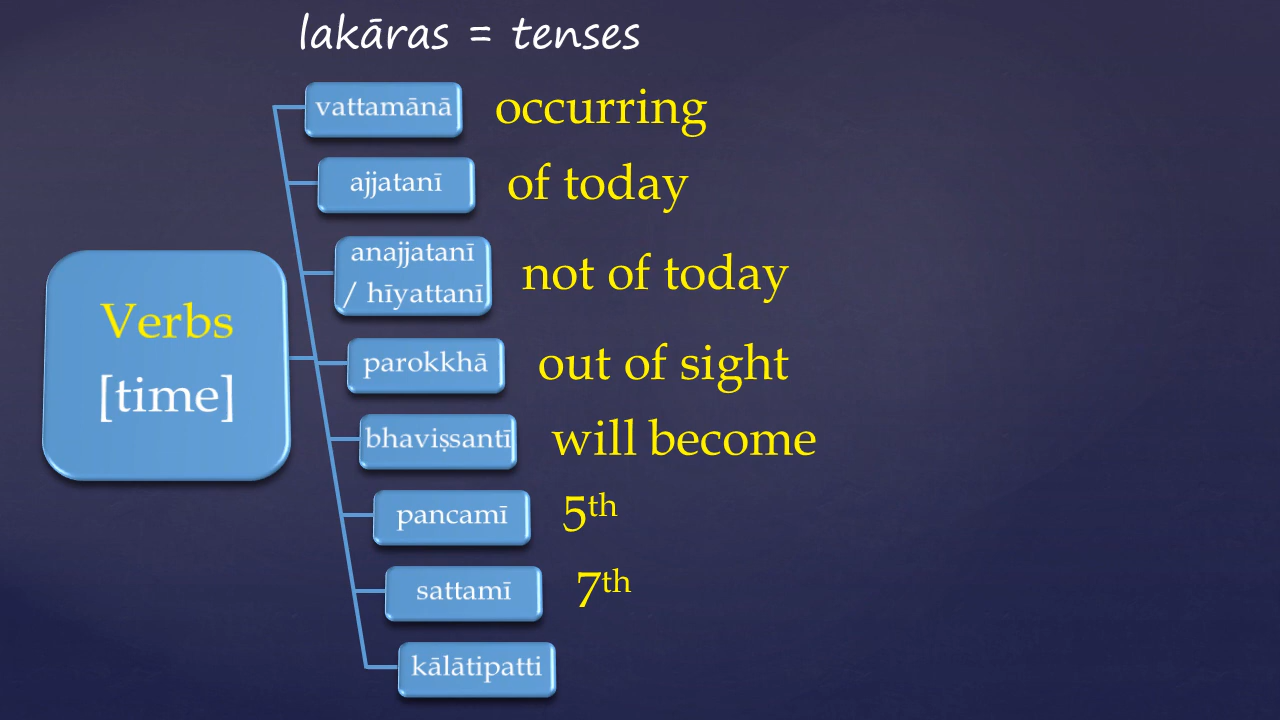 lakāras = tenses
Verbs
[time]
vattamānā occurring
ajjatanī of today
anajjatanī
/ hīyattanī not of today
parokkhā out of sight
bhaviṣsantī will become
pancamī 5th
sattamī 7th
kālātipatti